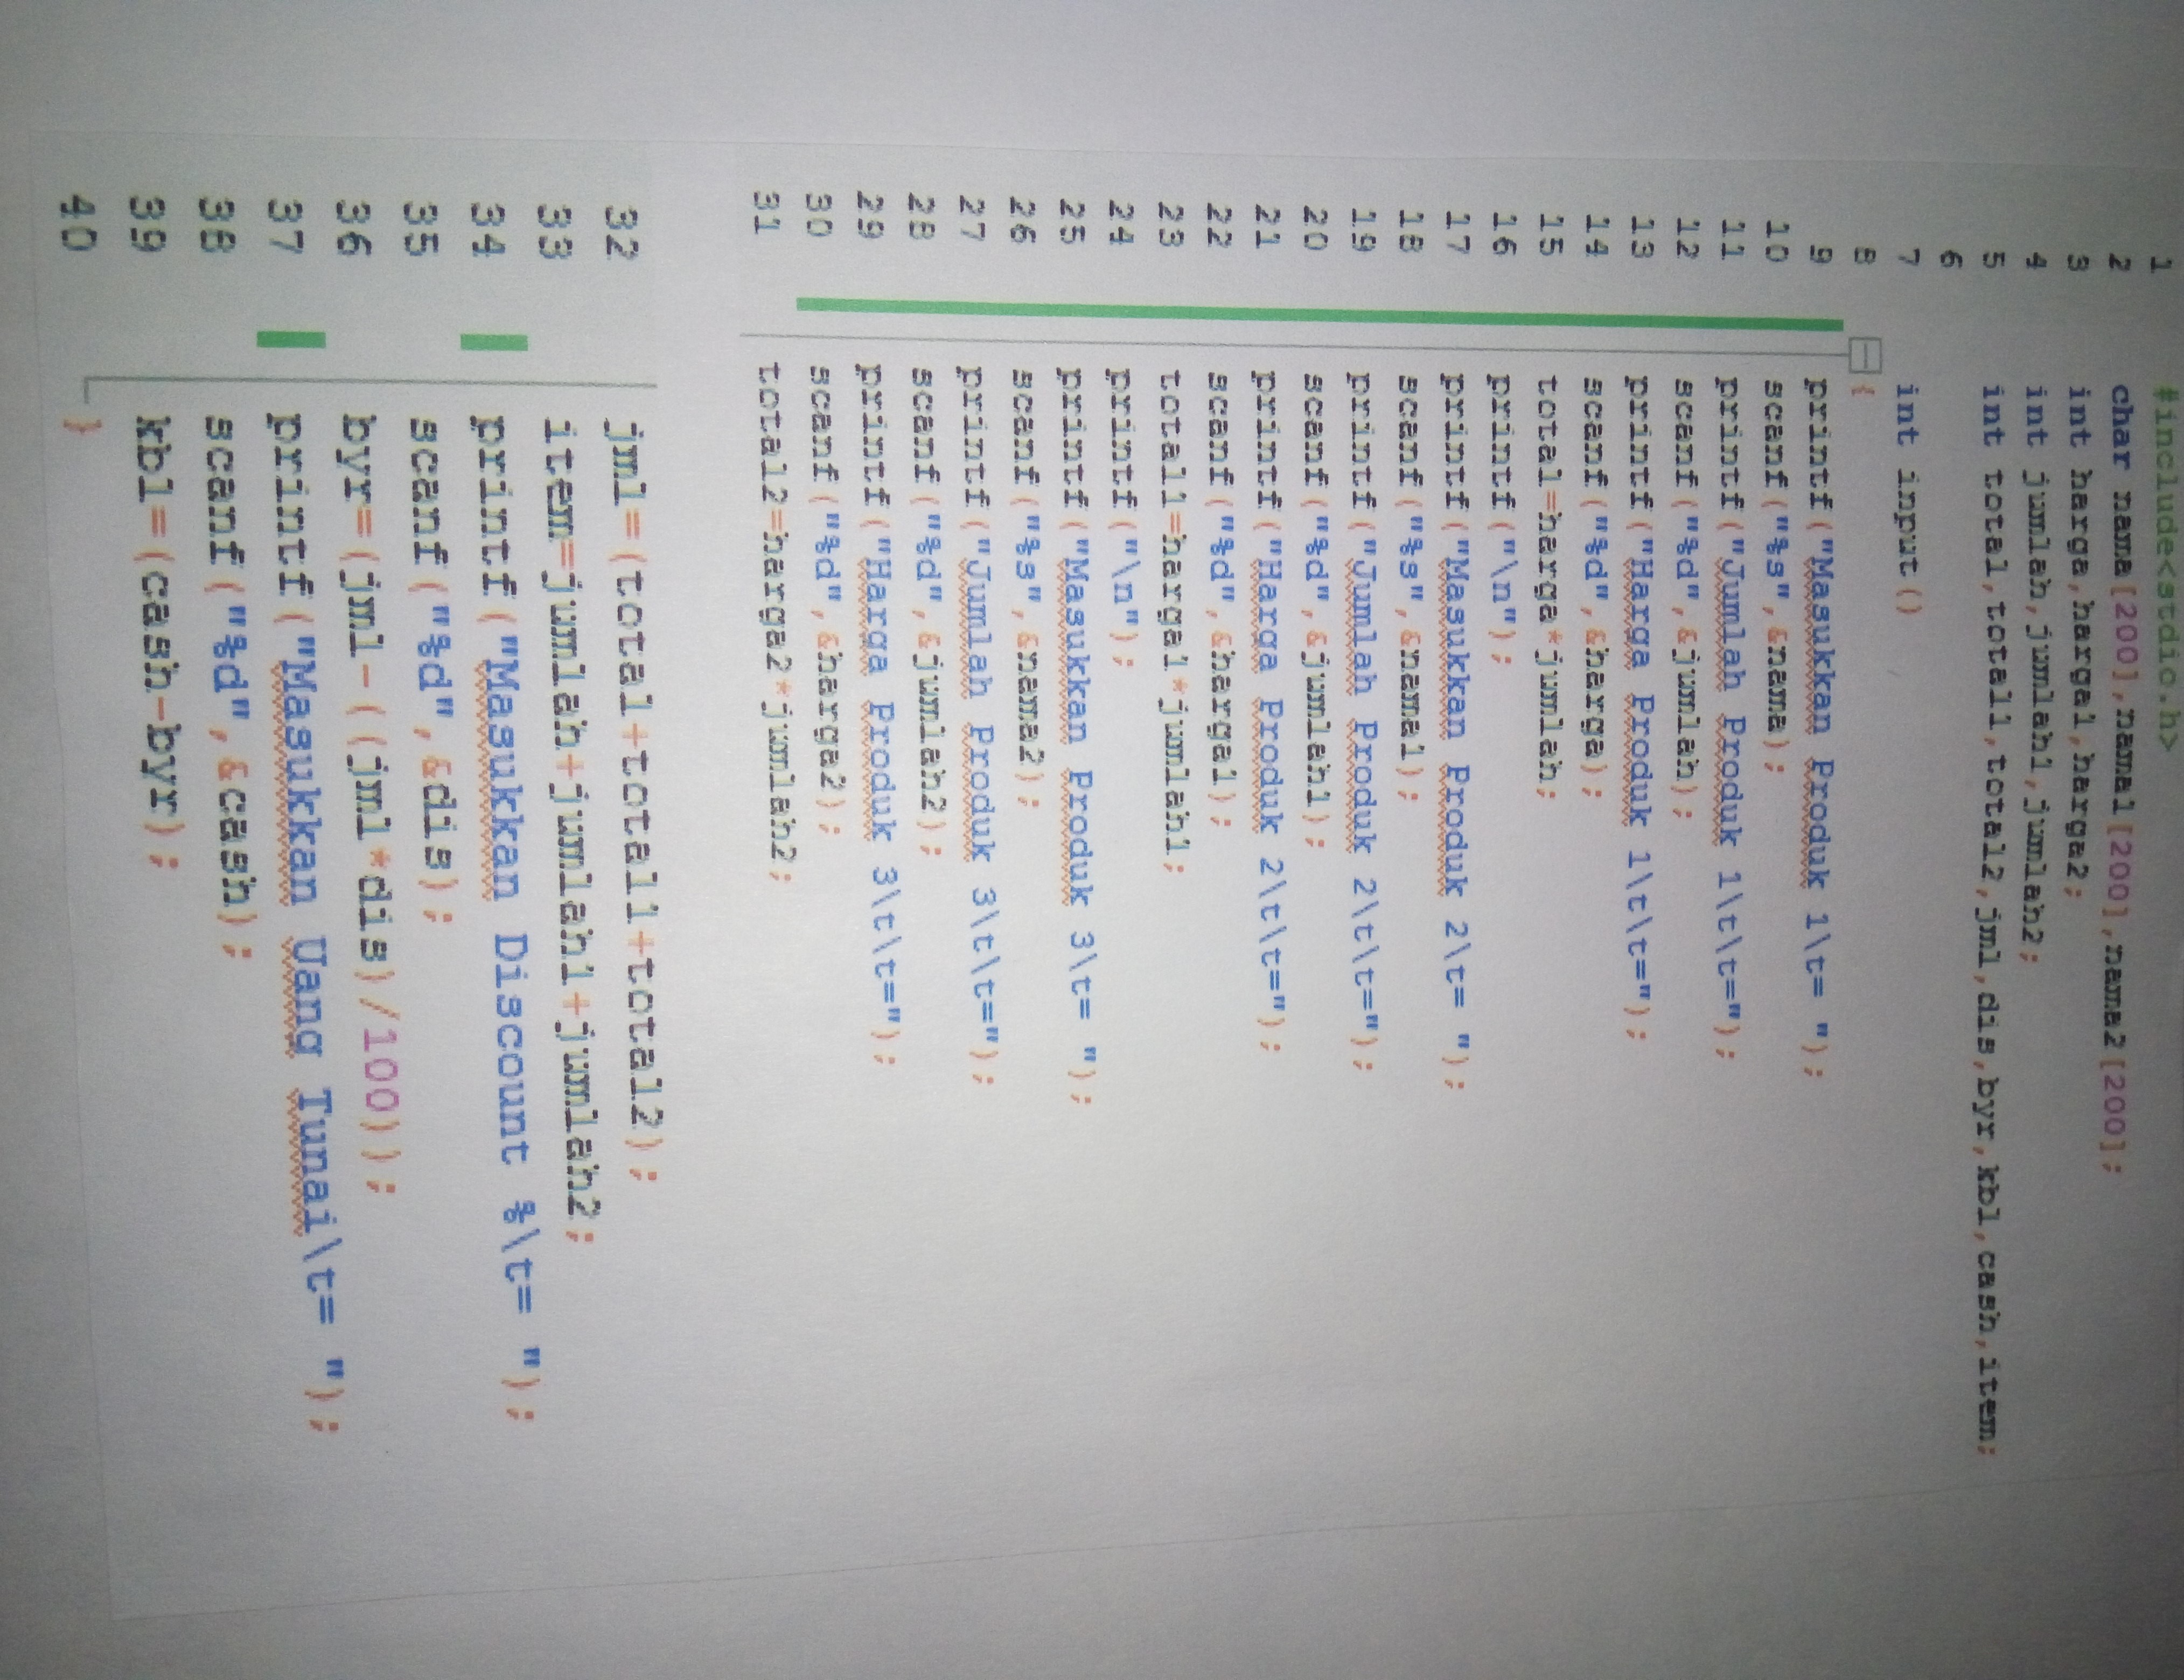 1 #include<stdio.h>
2 char nama[200],nama1[200],nama2[200];
3 int harga,harga1,harga2;
4 int jumlah,jumlah1,jumlah2;
5 int total,total1,total2,jml,dis,byr,kbl,cash,item;
6
7 int input()
8 {
9 printf("Masukkan Produk 1\t= ");
10 scanf("%s",&nama);
11 printf("Jumlah Produk 1\t\t=");
12 scanf("%d",&jumlah);
13 printf("Harga Produk 1\t\t=");
14 scanf("%d",&harga);
15 total=harga*jumlah;
16 printf("\n");
17 printf("Masukkan Produk 2\t= ");
18 scanf("%s",&nama1);
19 printf("Jumlah Produk 2\t\t=");
20 scanf("%d",&jumlah1);
21 printf("Harga Produk 2\t\t=");
22 scanf("%d",&harga1);
23 total1=harga1*jumlah1;
24 printf("\n");
25 printf("Masukkan Produk 3\t= ");
26 scanf("%s",&nama2);
27 printf("Jumlah Produk 3\t\t=");
28 scanf("%d",&jumlah2);
29 printf("Harga Produk 3\t\t=");
30 scanf("%d",&harga2);
31 total2=harga2*jumlah2;
32 jml=(total+total1+total2);
33 item=jumlah+jumlah1+jumlah2;
34 printf("Masukkan Discount %\t= ");
35 scanf("%d",&dis);
36 byr=(jml-((jml*dis)/100));
37 printf("Masukkan Uang Tunai\t= ");
38 scanf("%d",&cash);
39 kbl=(cash-byr);
40 }